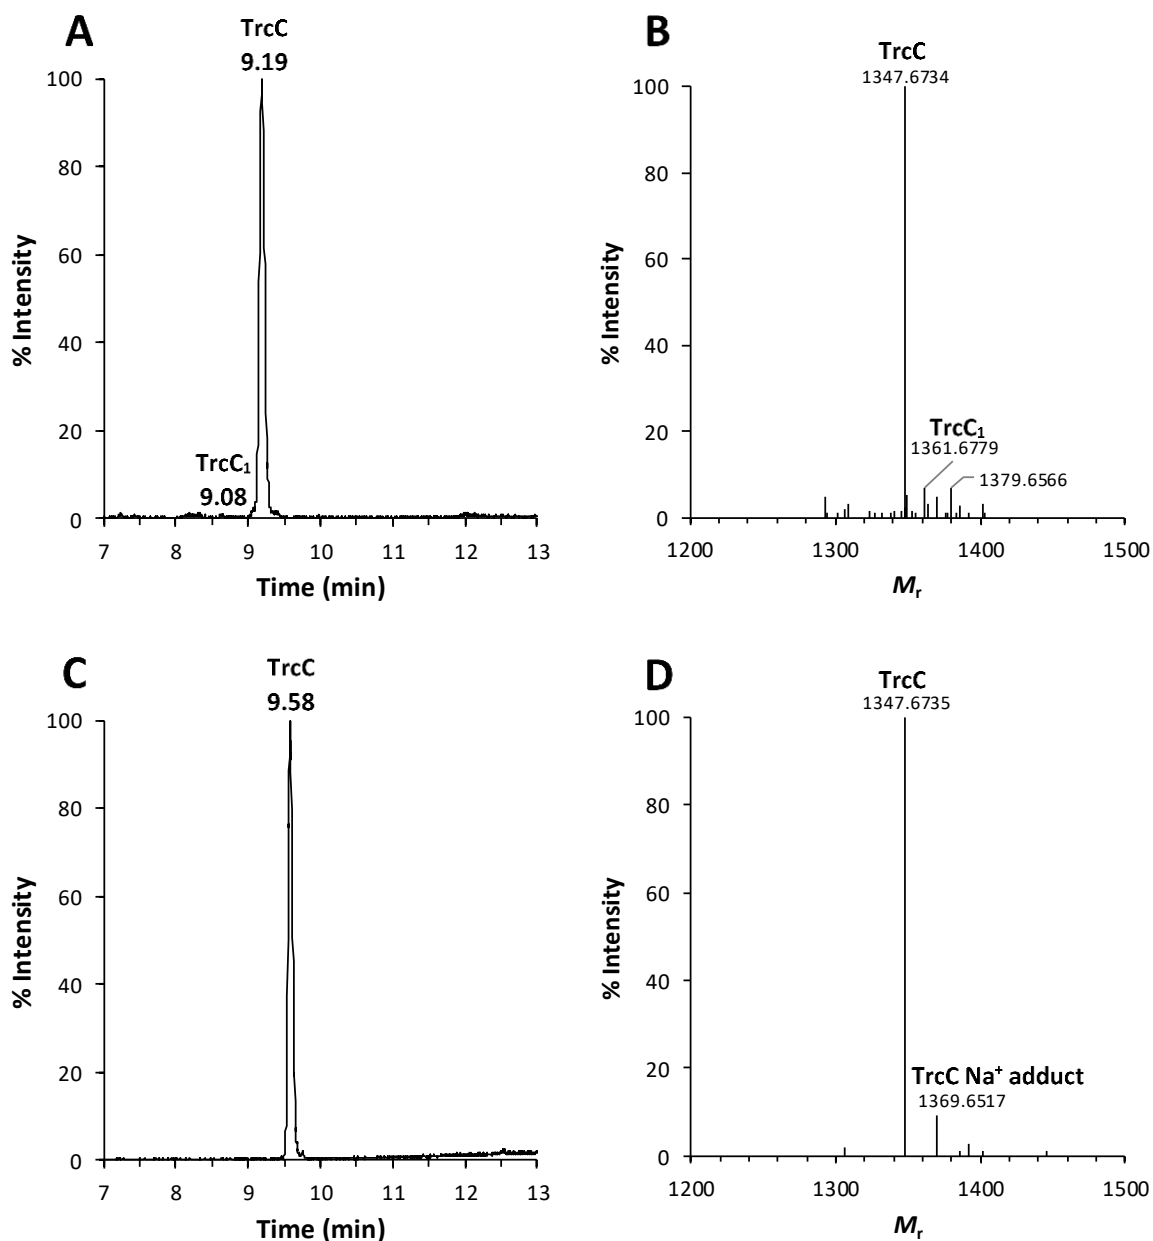 A
TrcC
9.19
100
80
60
40
20
0
% Intensity
TrcC₁
9.08
7 8 9 10 11 12 13
Time (min)
B
TrcC
1347.6734
100
80
60
40
20
0
% Intensity
TrcC₁
1361.6779
1379.6566
1200 1300 1400 1500
Mr
C
TrcC
9.58
100
80
60
40
20
0
% Intensity
7 8 9 10 11 12 13
Time (min)
D
TrcC
1347.6735
100
80
60
40
20
0
% Intensity
TrcC Na⁺ adduct
1369.6517
1200 1300 1400 1500
Mr